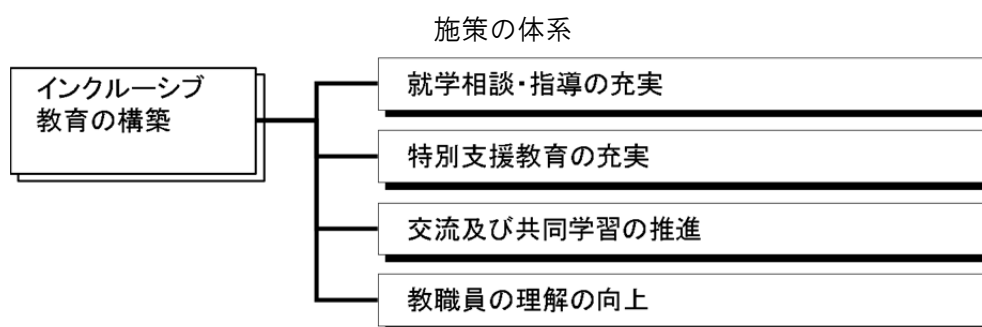 施策の体系
インクルーシブ
教育の構築
就学相談・指導の充実
特別支援教育の充実
交流及び共同学習の推進
教職員の理解の向上